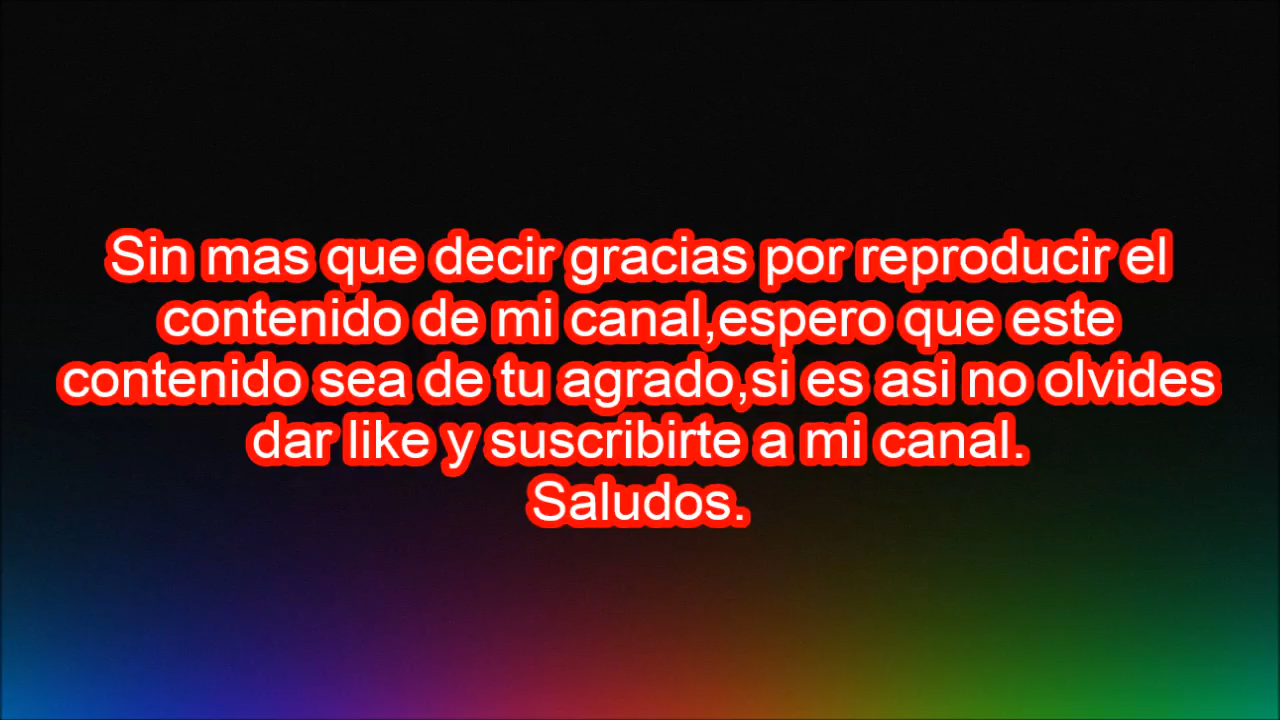 Sin mas que decir gracias por reproducir el
contenido de mi canal,espero que este
contenido sea de tu agrado,si es asi no olvides
dar like y suscribirte a mi canal.
Saludos.